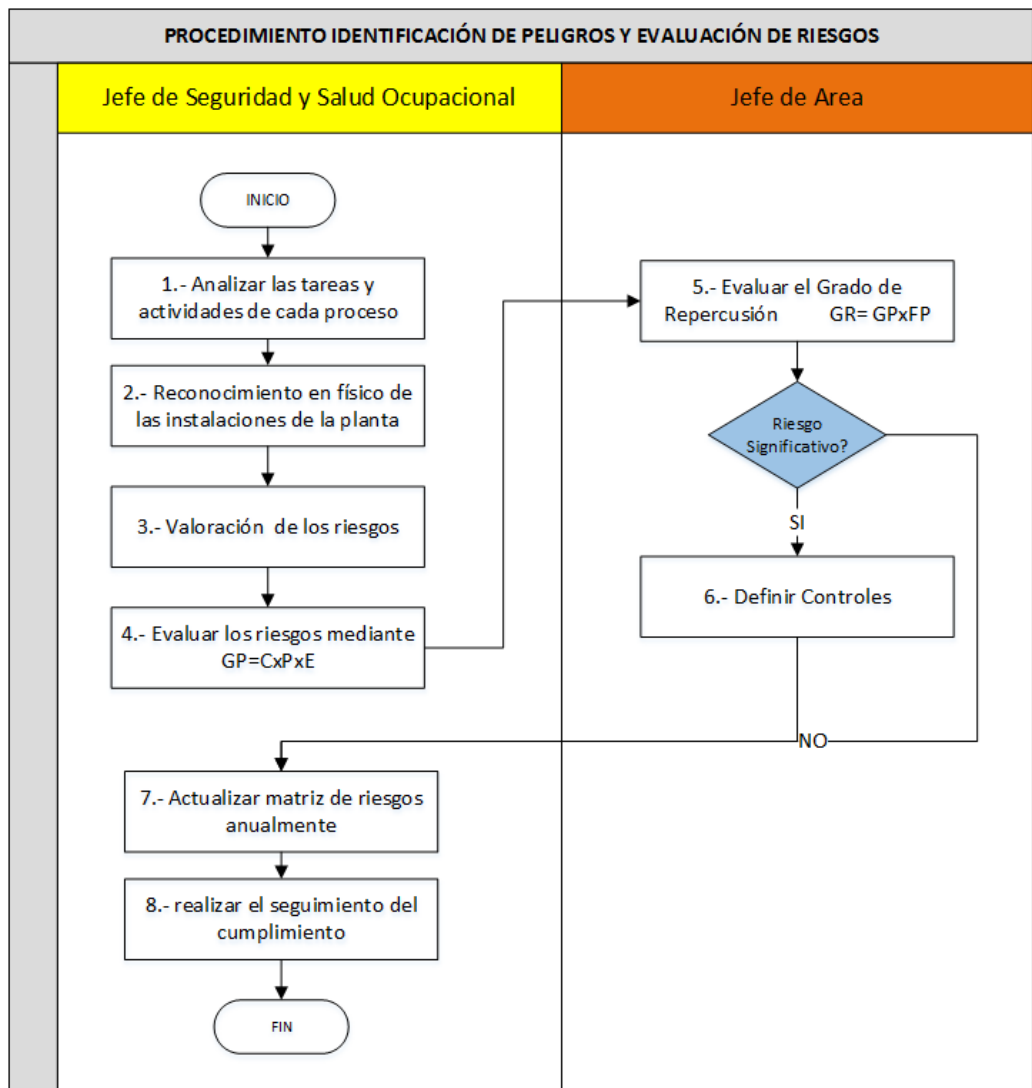 PROCEDIMIENTO IDENTIFICACIÓN DE PELIGROS Y EVALUACIÓN DE RIESGOS
Jefe de Seguridad y Salud Ocupacional
Jefe de Area
INICIO
1.- Analizar las tareas y
actividades de cada proceso
2.- Reconocimiento en físico de
las instalaciones de la planta
3.- Valoración de los riesgos
4.- Evaluar los riesgos mediante
GP=CxPxE
5.- Evaluar el Grado de
Repercusión GR= GPxFP
Riesgo
Significativo?
SI
6.- Definir Controles
NO
7.- Actualizar matriz de riesgos
anualmente
8.- realizar el seguimiento del
cumplimiento
FIN